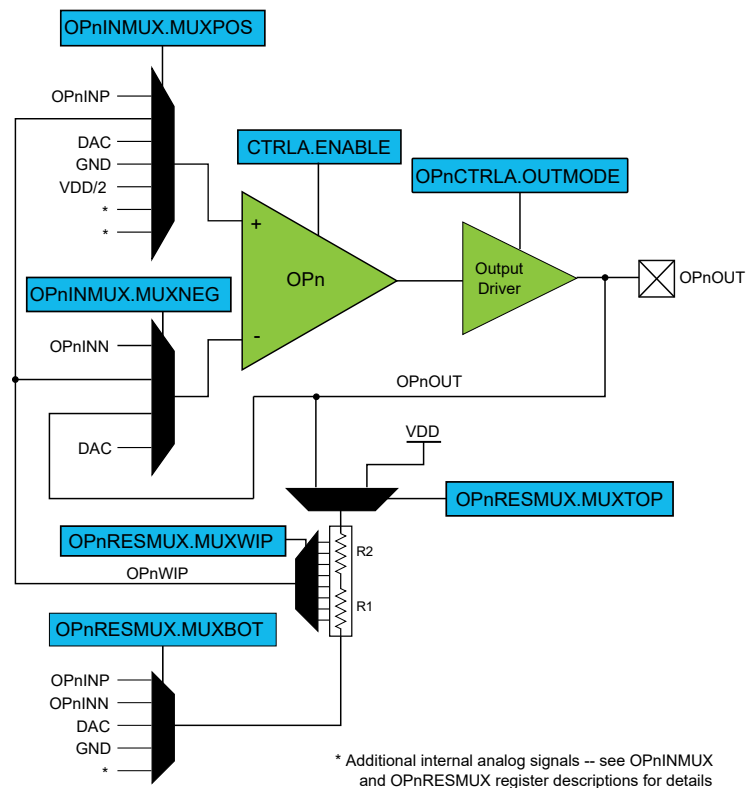 OPnINMUX.MUXPOS
OPnINP
DAC
GND
VDD/2
*
*
CTRLA.ENABLE
OPnCTRLA.OUTMODE
+
OPn
-
Output
Driver
OPnOUT
OPnINMUX.MUXNEG
OPnINN
DAC
OPnOUT
VDD
OPnRESMUX.MUXTOP
OPnRESMUX.MUXWIP
OPnWIP
R2
R1
OPnRESMUX.MUXBOT
OPnINP
OPnINN
DAC
GND
*
* Additional internal analog signals -- see OPnINMUX
and OPnRESMUX register descriptions for details